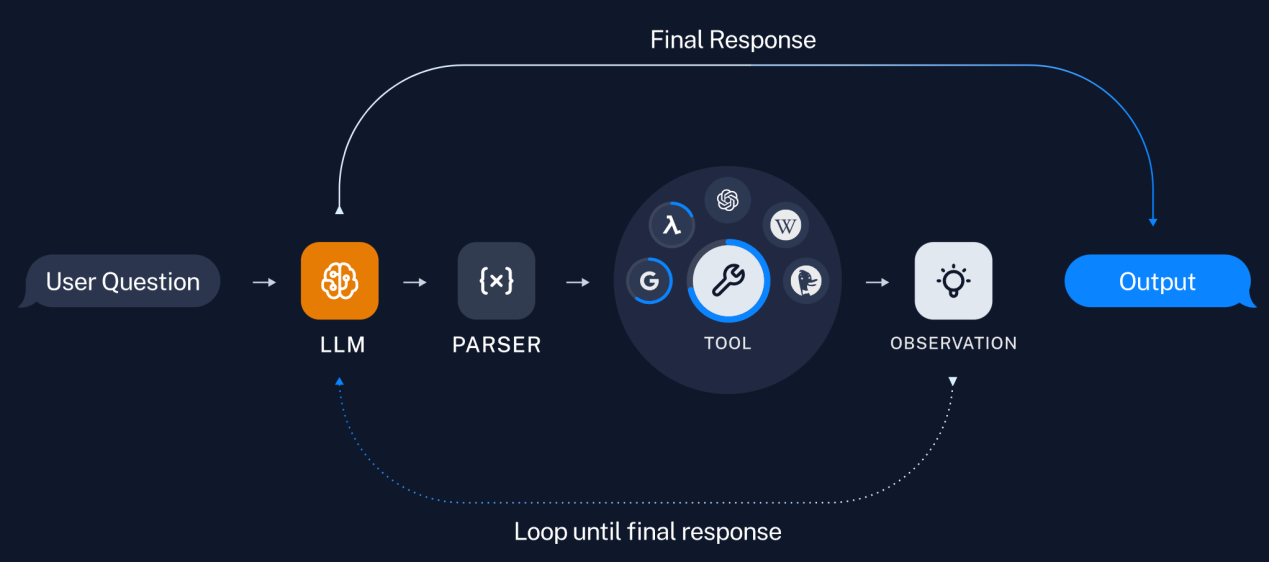 Final Response
User Question
LLM
{x}
PARSER
λ
G
W
TOOL
OBSERVATION
Output
Loop until final response